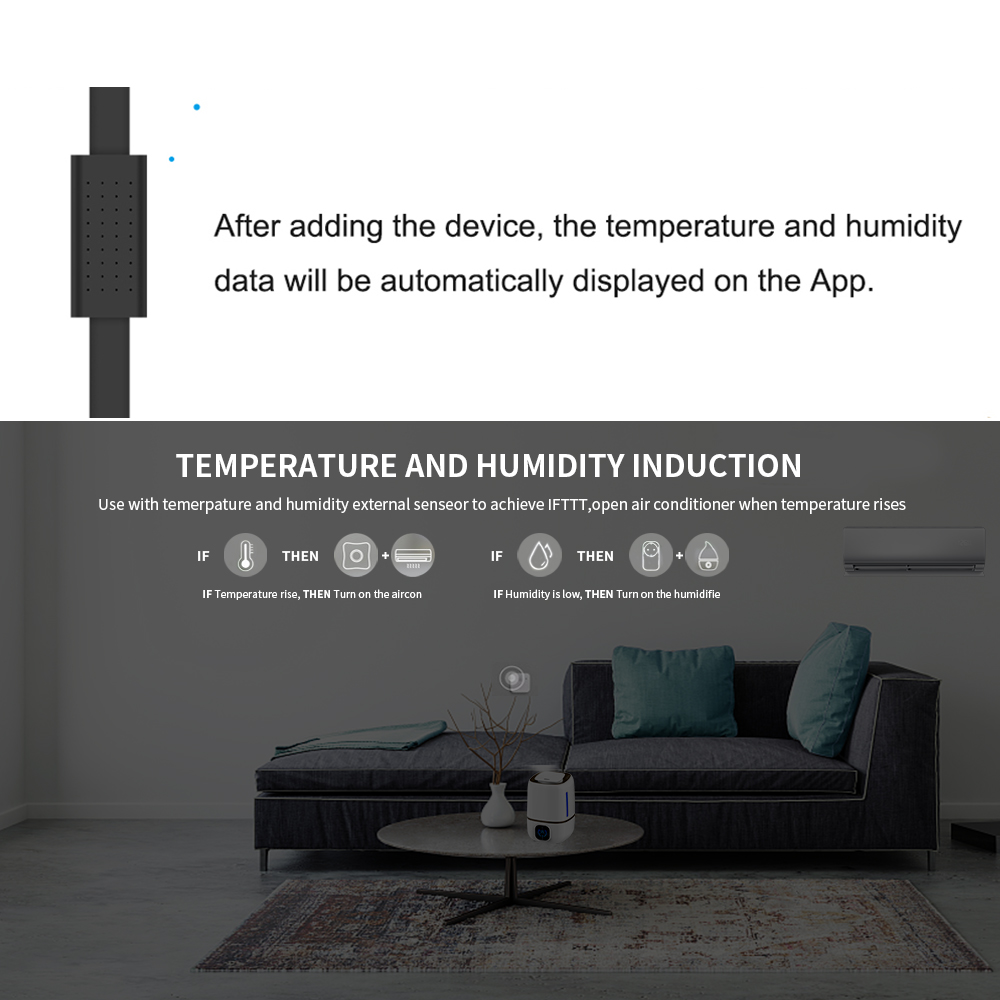 After adding the device, the temperature and humidity
data will be automatically displayed on the App.
TEMPERATURE AND HUMIDITY INDUCTION
Use with temerpature and humidity external senseor to achieve IFTTT,open air conditioner when temperature rises
IF THEN + IF THEN +
IF Temperature rise, THEN Turn on the aircon
IF Humidity is low, THEN Turn on the humidifie